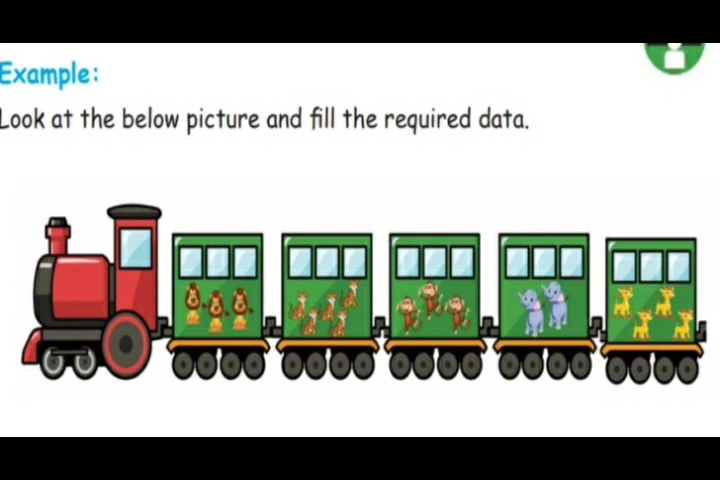 Example:
Look at the below picture and fill the required data.